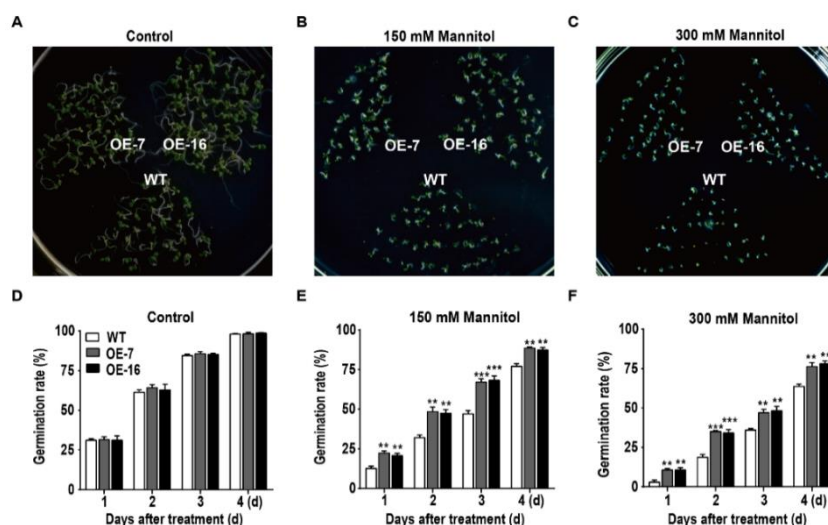 A
Control
OE-7 OE-16
WT
B
150 mM Mannitol
OE-7 OE-16
WT
C
300 mM Mannitol
OE-7 OE-16
WT
D
Control
Germination rate (%)
100
75
50
25
0
WT
OE-7
OE-16
1 2 3 4 (d)
Days after treatment (d)
E
150 mM Mannitol
Germination rate (%)
100
75
50
25
0
** ** ** ** *** *** ** **
1 2 3 4 (d)
Days after treatment (d)
F
300 mM Mannitol
Germination rate (%)
100
75
50
25
0
** ** *** *** ** ** **
1 2 3 4 (d)
Days after treatment (d)